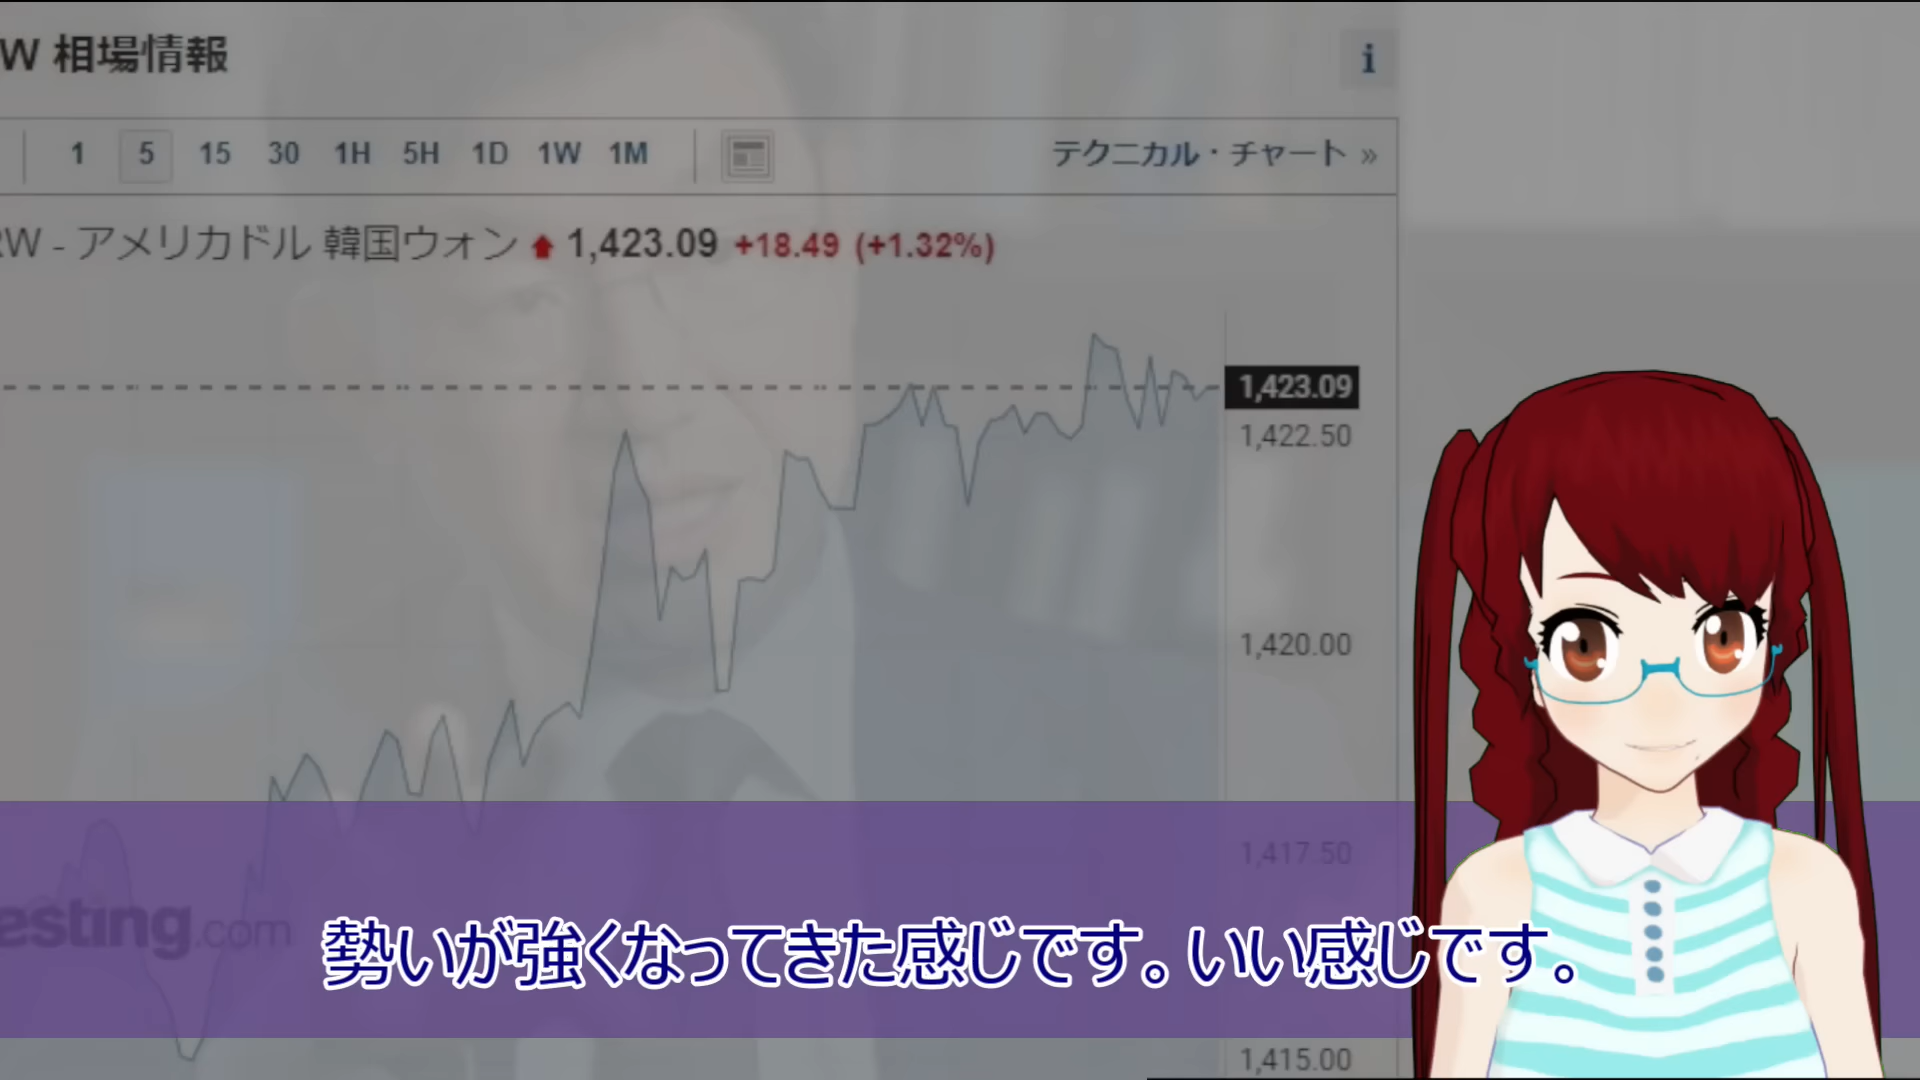 W 相場情報
i
1 5 15 30 1H 5H 1D 1W 1M テクニカル・チャート »
RW - アメリカドル 韓国ウォン 1,423.09 +18.49 (+1.32%)
1,423.09
1,422.50
1,420.00
1,417.50
esting.com
勢いが強くなってきた感じです。いい感じです。
1,415.00